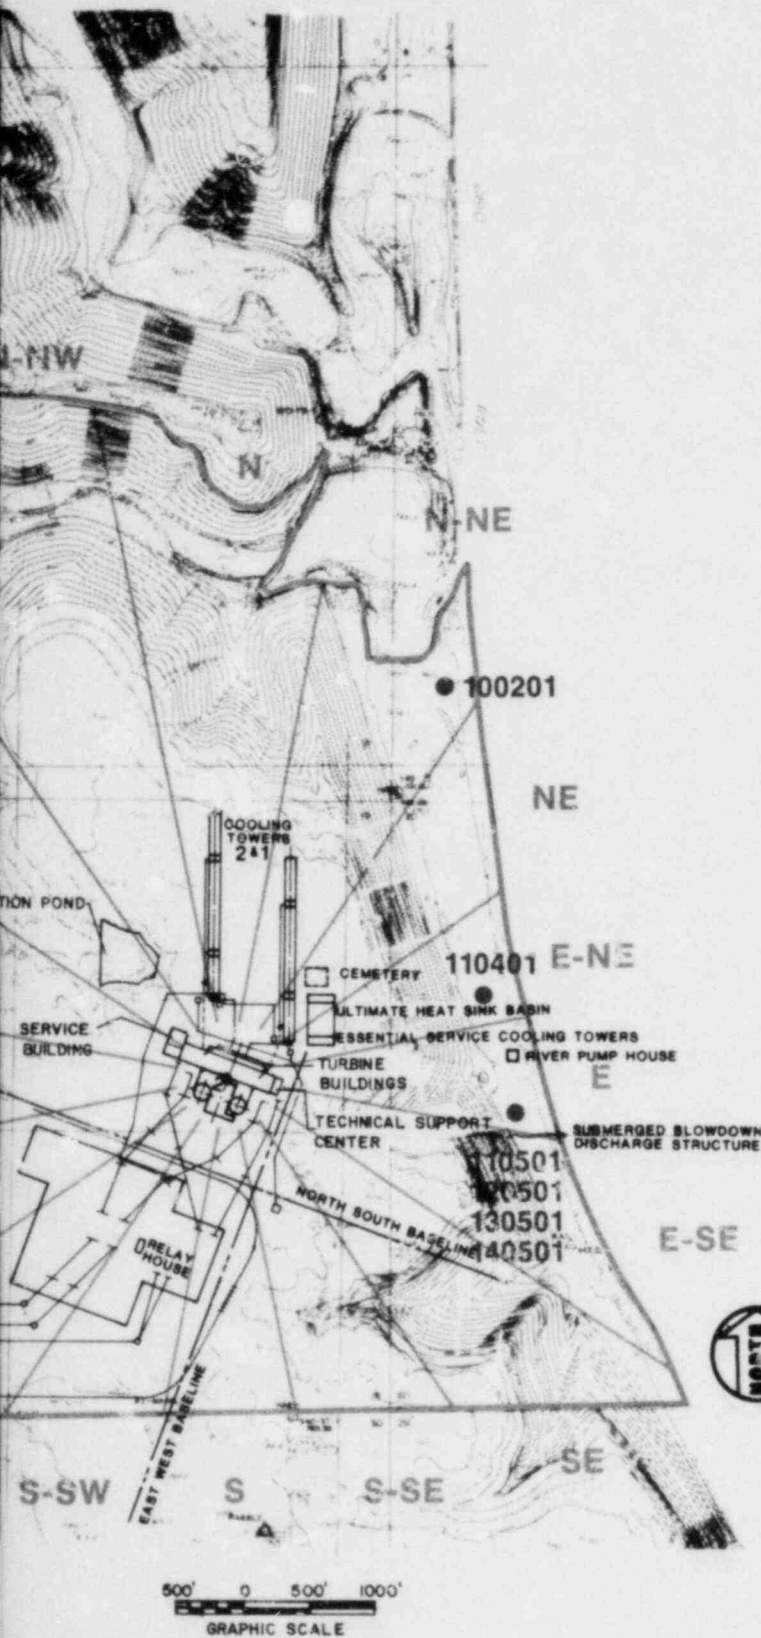 N-NW
N
N-NE
100201
NE
COOLING
TOWERS
2&1
TION POND
110401
E-NE
CEMETERY
ULTIMATE HEAT SINK BASIN
SERVICE
BUILDING
ESSENTIAL SERVICE COOLING TOWERS
RIVER PUMP HOUSE
TURBINE
BUILDINGS
E
TECHNICAL SUPPORT
CENTER
SUBMERGED BLOWDOWN
DISCHARGE STRUCTURE
110501
120501
130501
140501
NORTH SOUTH BASELINE
E-SE
RELAY
HOUSE
NORTH
EAST WEST BASELINE
S-SW
S
S-SE
SE
500' 0 500' 1000'
GRAPHIC SCALE